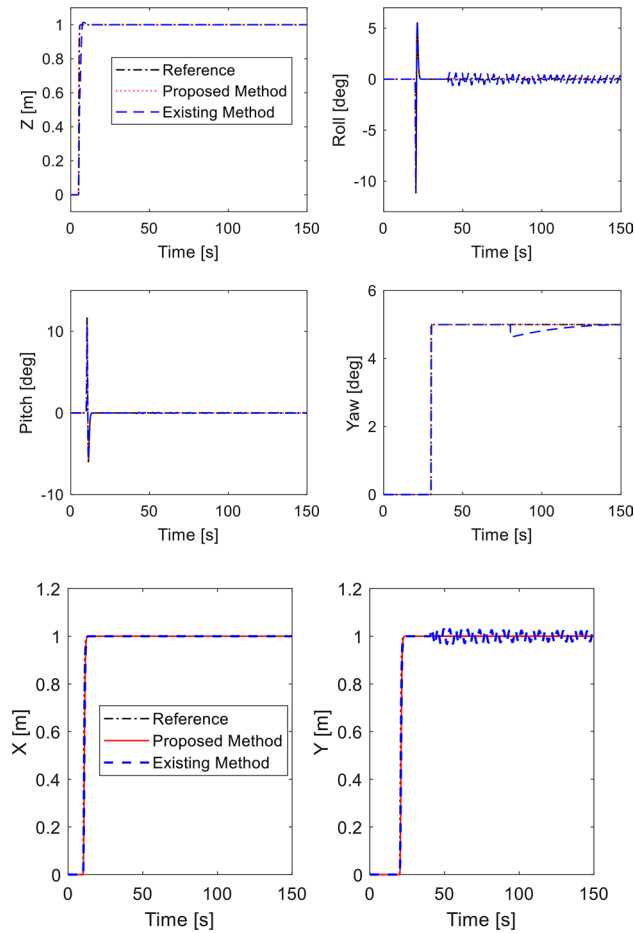 1
0.8
0.6
0.4
0.2
0
Z [m]
Reference
Proposed Method
Existing Method
0 50 100 150
Time [s]
5
0
-5
-10
Roll [deg]
0 50 100 150
Time [s]
10
0
-10
Pitch [deg]
0 50 100 150
Time [s]
6
4
2
0
Yaw [deg]
0 50 100 150
Time [s]
1.2
1
0.8
0.6
0.4
0.2
0
X [m]
Reference
Proposed Method
Existing Method
0 50 100 150
Time [s]
1.2
1
0.8
0.6
0.4
0.2
0
Y [m]
0 50 100 150
Time [s]